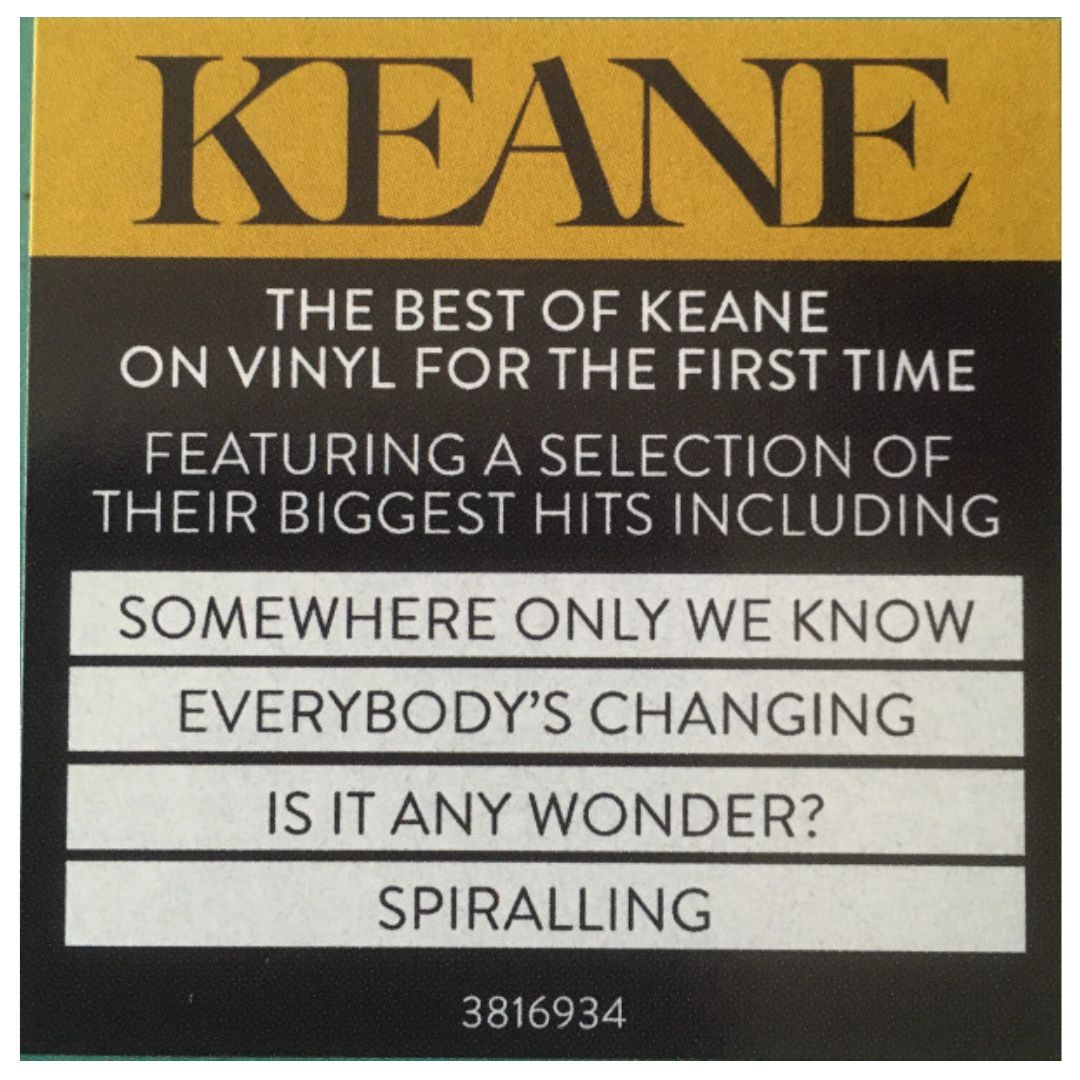 KEANE
THE BEST OF KEANE
ON VINYL FOR THE FIRST TIME
FEATURING A SELECTION OF
THEIR BIGGEST HITS INCLUDING
SOMEWHERE ONLY WE KNOW
EVERYBODY’S CHANGING
IS IT ANY WONDER?
SPIRALLING
3816934